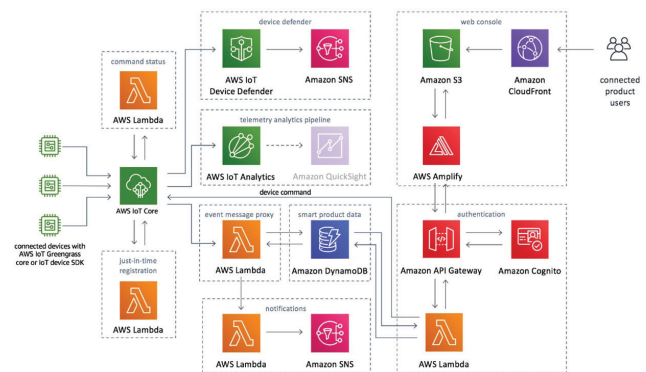 device defender
web console
command status
AWS Lambda
AWS IoT
Device Defender
Amazon SNS
Amazon S3
Amazon
CloudFront
connected
product
users
telemetry analytics pipeline
AWS IoT Analytics
Amazon QuickSight
AWS Amplify
device command
AWS IoT Core
connected devices with
AWS IoT Greengrass
core or IoT device SDK
event message proxy
smart product data
authentication
AWS Lambda
Amazon DynamoDB
Amazon API Gateway
Amazon Cognito
just-in-time
registration
AWS Lambda
notifications
AWS Lambda
Amazon SNS
AWS Lambda